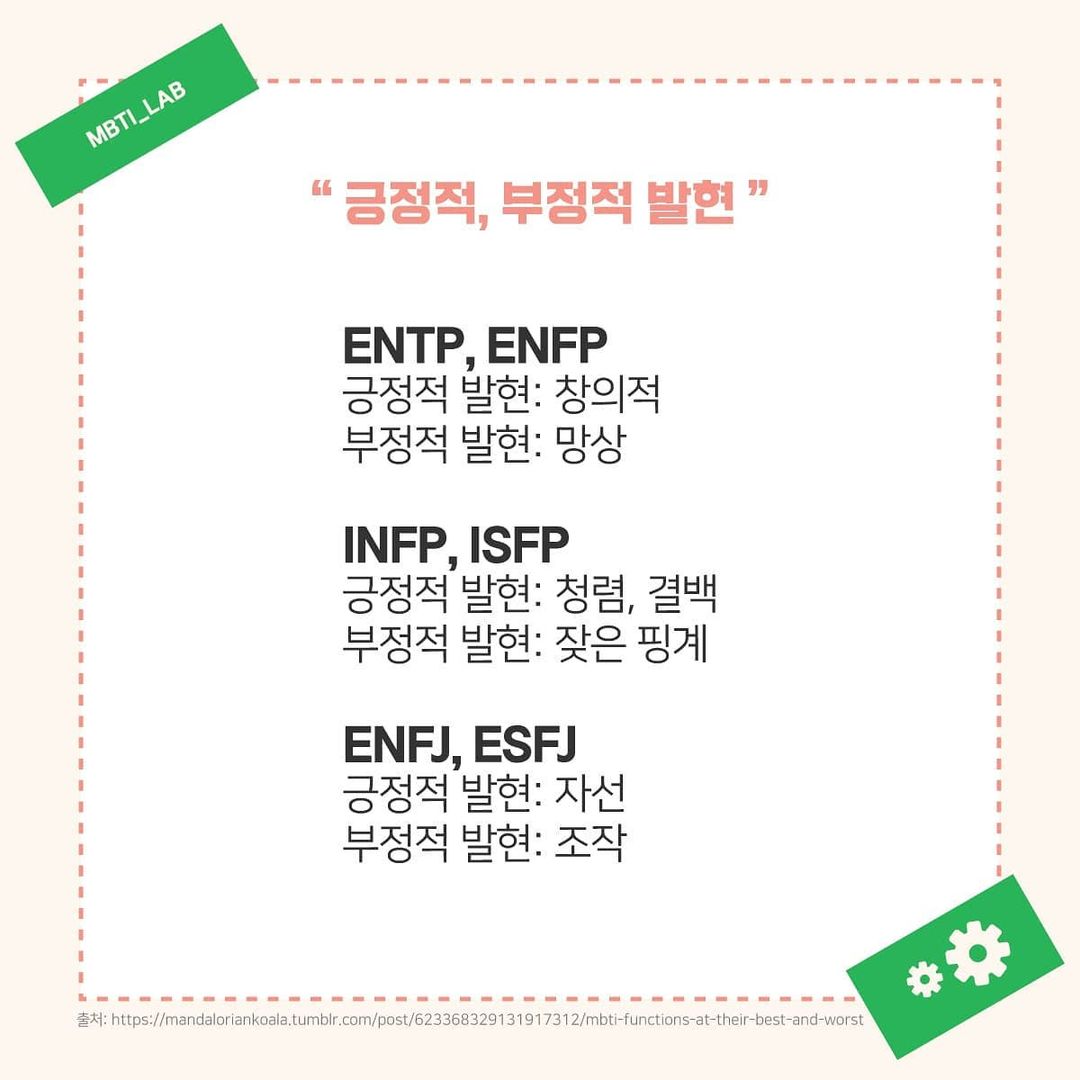 MBTI_LAB
“ 긍정적, 부정적 발현 ”
ENTP, ENFP
긍정적 발현: 창의적
부정적 발현: 망상
INFP, ISFP
긍정적 발현: 청렴, 결백
부정적 발현: 잦은 핑계
ENFJ, ESFJ
긍정적 발현: 자선
부정적 발현: 조작
출처: https://mandaloriankoala.tumblr.com/post/623368329131917312/mbti-functions-at-their-best-and-worst